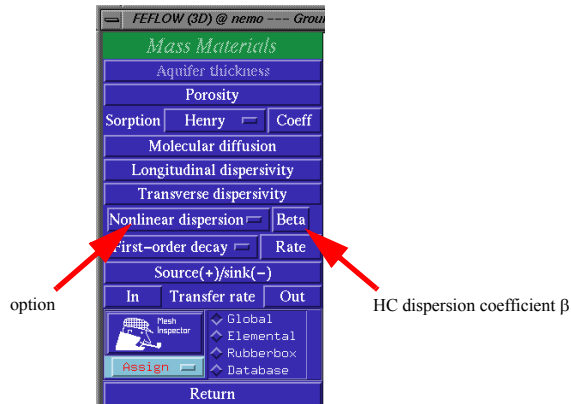 FEFLOW (3D) @ nemo --- Grou
Mass Materials
Aquifer thickness
Porosity
Sorption Henry Coeff
Molecular diffusion
Longitudinal dispersivity
Transverse dispersivity
Nonlinear dispersion Beta
First-order decay Rate
Source(+)/sink(-)
In Transfer rate Out
option
HC dispersion coefficient β
Mesh
Inspector
Assign
Global
Elemental
Rubberbox
Database
Return